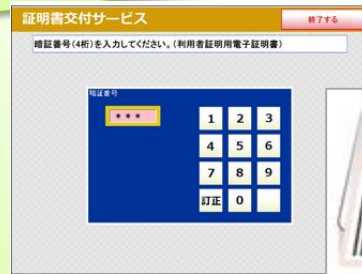 証明書交付サービス
終了する
暗証番号(4桁)を入力してください。(利用者証明用電子証明書)
暗証番号
***
1 2 3
4 5 6
7 8 9
訂正 0